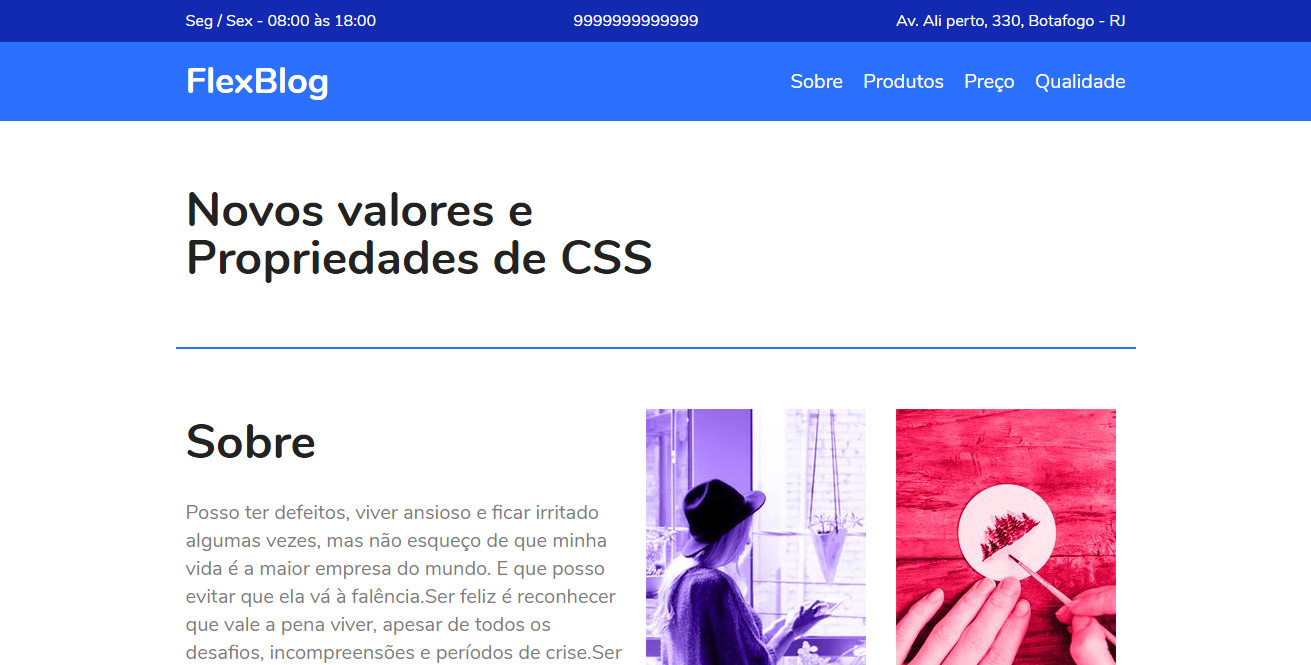 Seg / Sex - 08:00 às 18:00
9999999999999
Av. Ali perto, 330, Botafogo - RJ
FlexBlog
Sobre
Produtos
Preço
Qualidade
Novos valores e
Propriedades de CSS
Sobre
Posso ter defeitos, viver ansioso e ficar irritado
algumas vezes, mas não esqueço de que minha
vida é a maior empresa do mundo. E que posso
evitar que ela vá à falência.Ser feliz é reconhecer
que vale a pena viver, apesar de todos os
desafios, incompreensões e períodos de crise.Ser